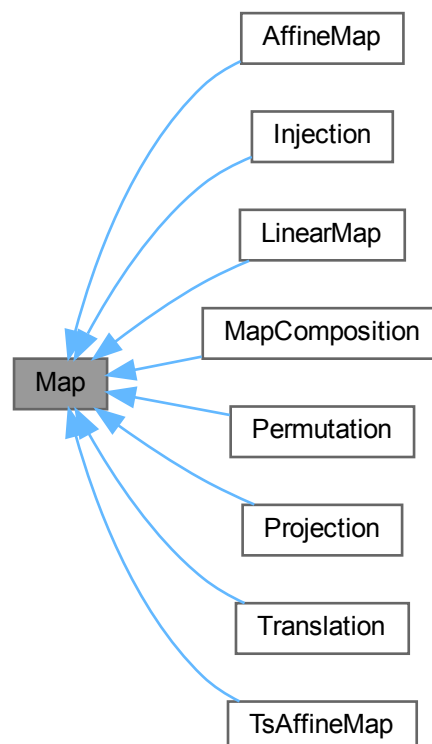 AffineMap
Injection
LinearMap
MapComposition
Map
Permutation
Projection
Translation
TsAffineMap